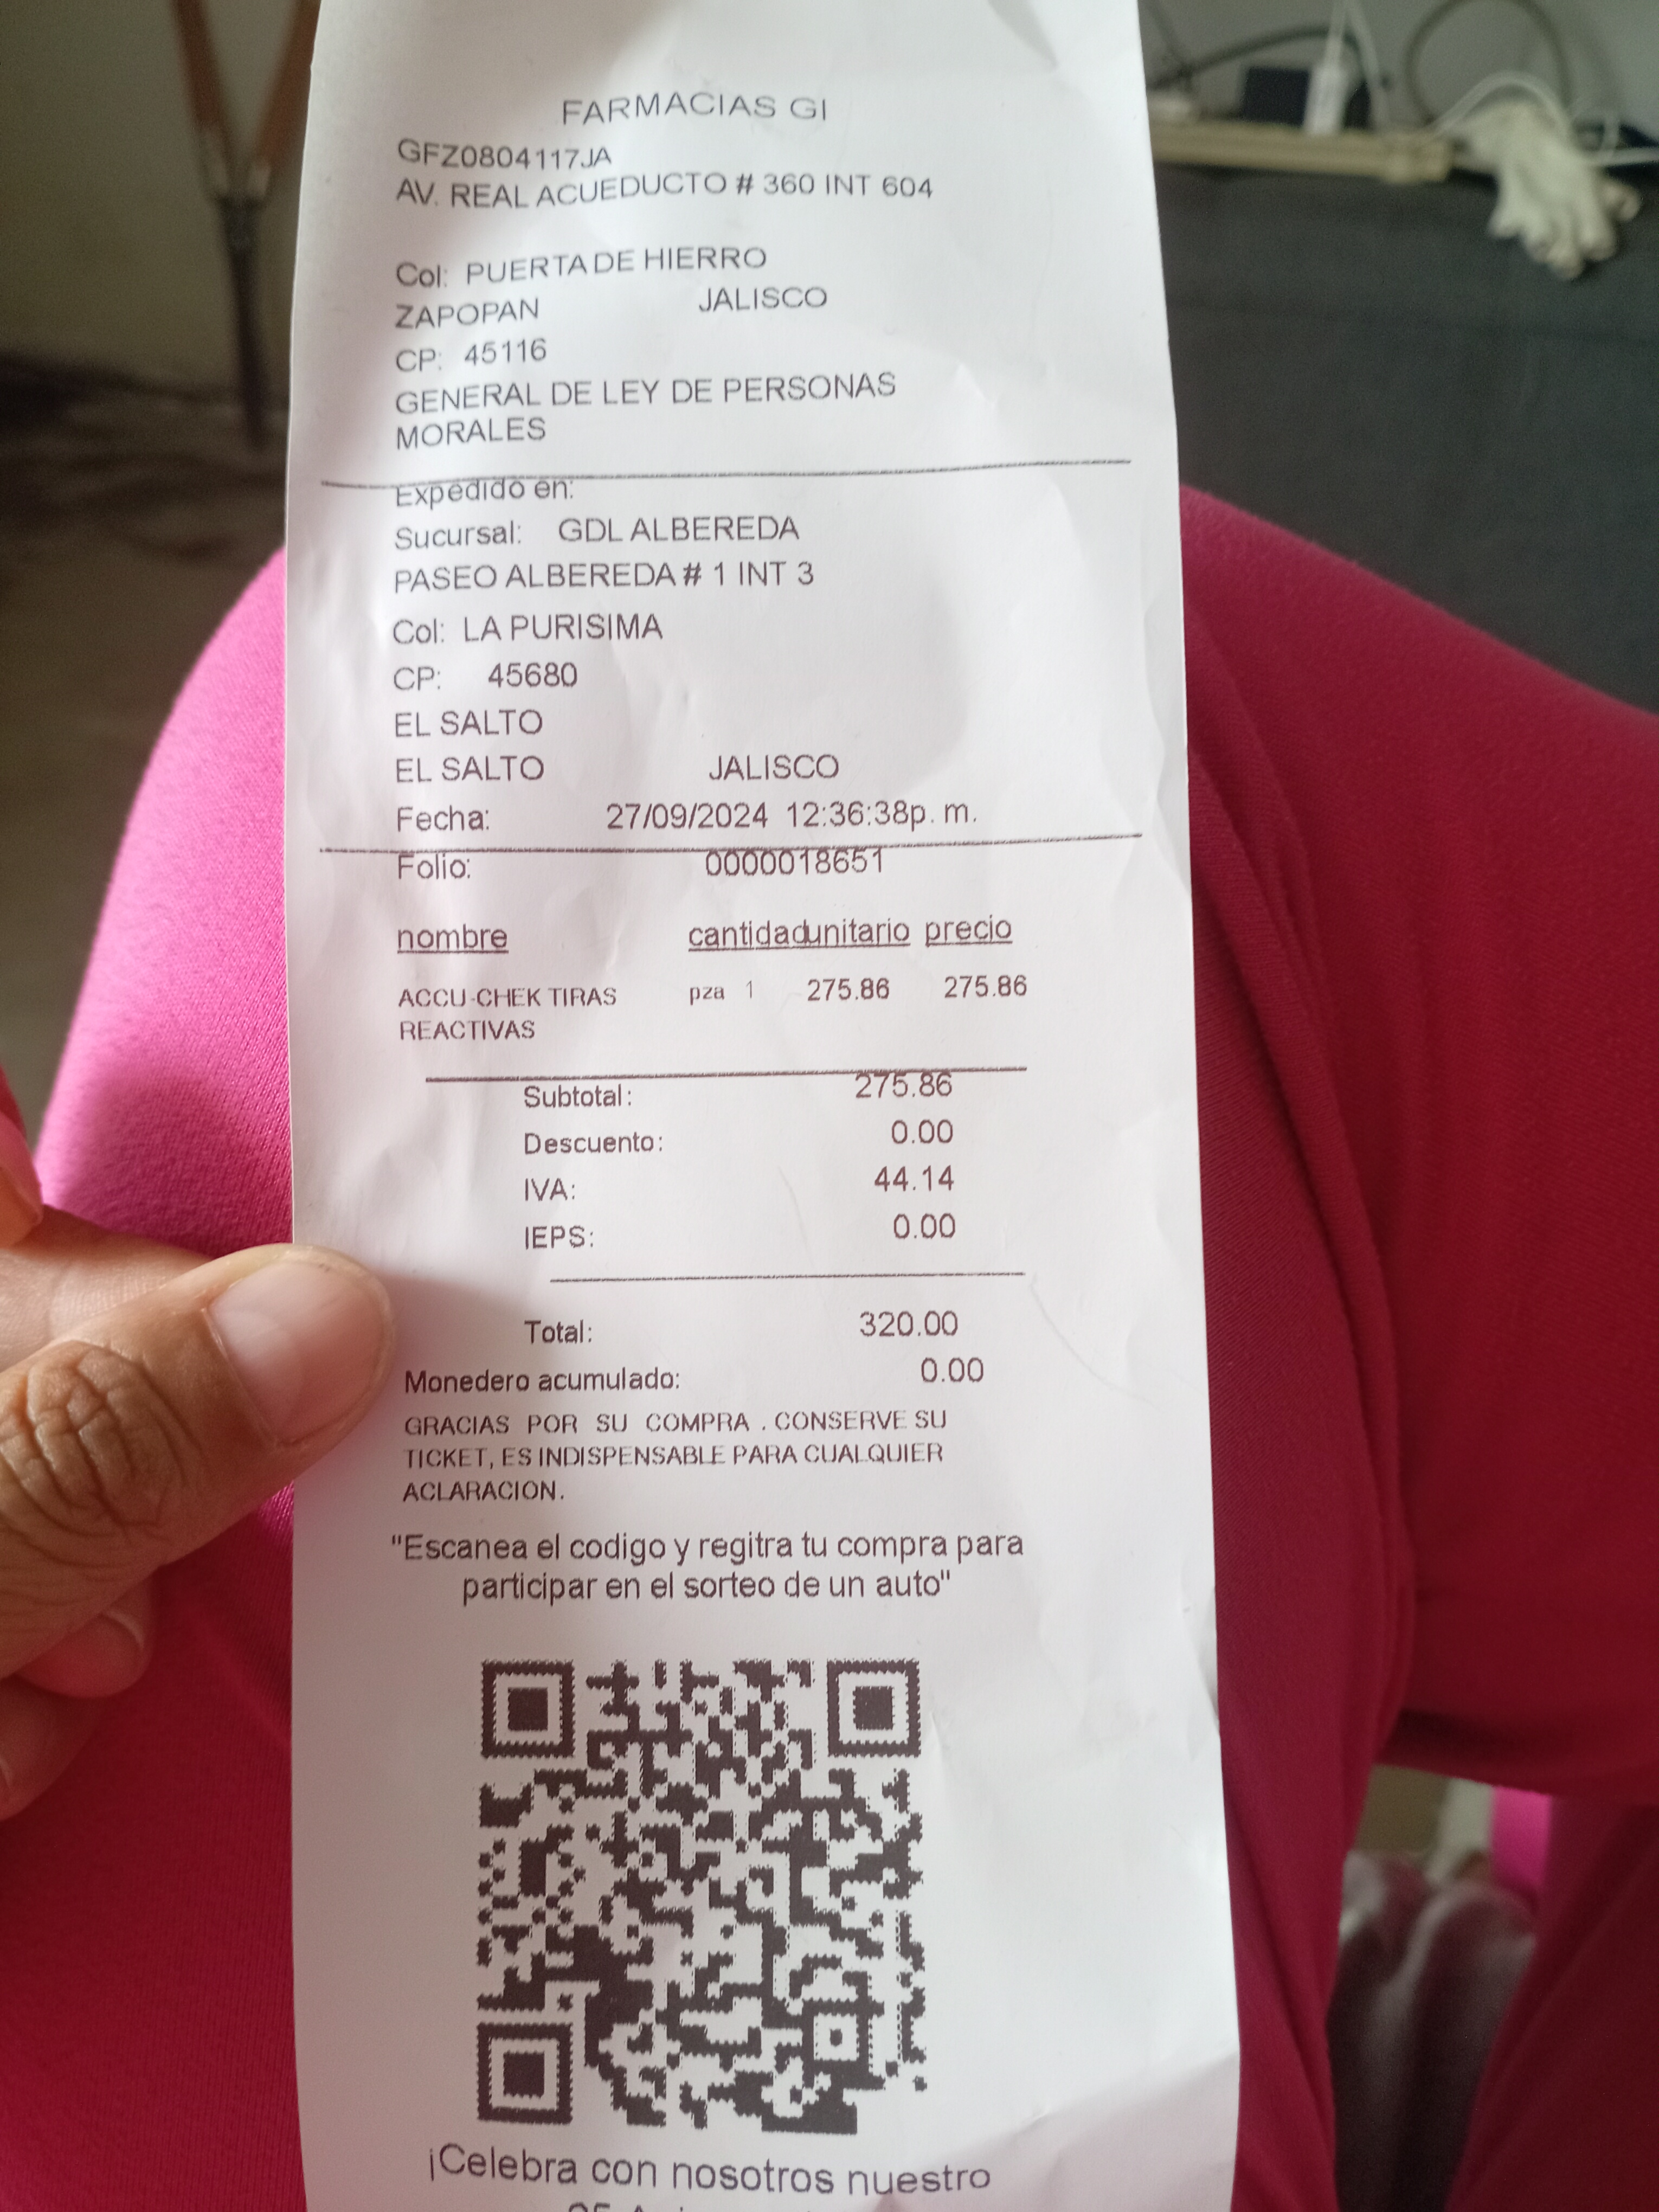 FARMACIAS GI
GFZ0804117JA
AV. REAL ACUEDUCTO # 360 INT 604
Col: PUERTA DE HIERRO
ZAPOPAN JALISCO
CP: 45116
GENERAL DE LEY DE PERSONAS
MORALES
Expedido en:
Sucursal: GDL ALBEREDA
PASEO ALBEREDA # 1 INT 3
Col: LA PURISIMA
CP: 45680
EL SALTO
EL SALTO JALISCO
Fecha: 27/09/2024 12:36:38p. m.
Folio: 0000018651
nombre cantidad unitario precio
ACCU-CHEK TIRAS pza 1 275.86 275.86
REACTIVAS
Subtotal: 275.86
Descuento: 0.00
IVA: 44.14
IEPS: 0.00
Total: 320.00
Monedero acumulado: 0.00
GRACIAS POR SU COMPRA . CONSERVE SU
TICKET, ES INDISPENSABLE PARA CUALQUIER
ACLARACION.
"Escanea el codigo y regitra tu compra para
participar en el sorteo de un auto"
¡Celebra con nosotros nuestro